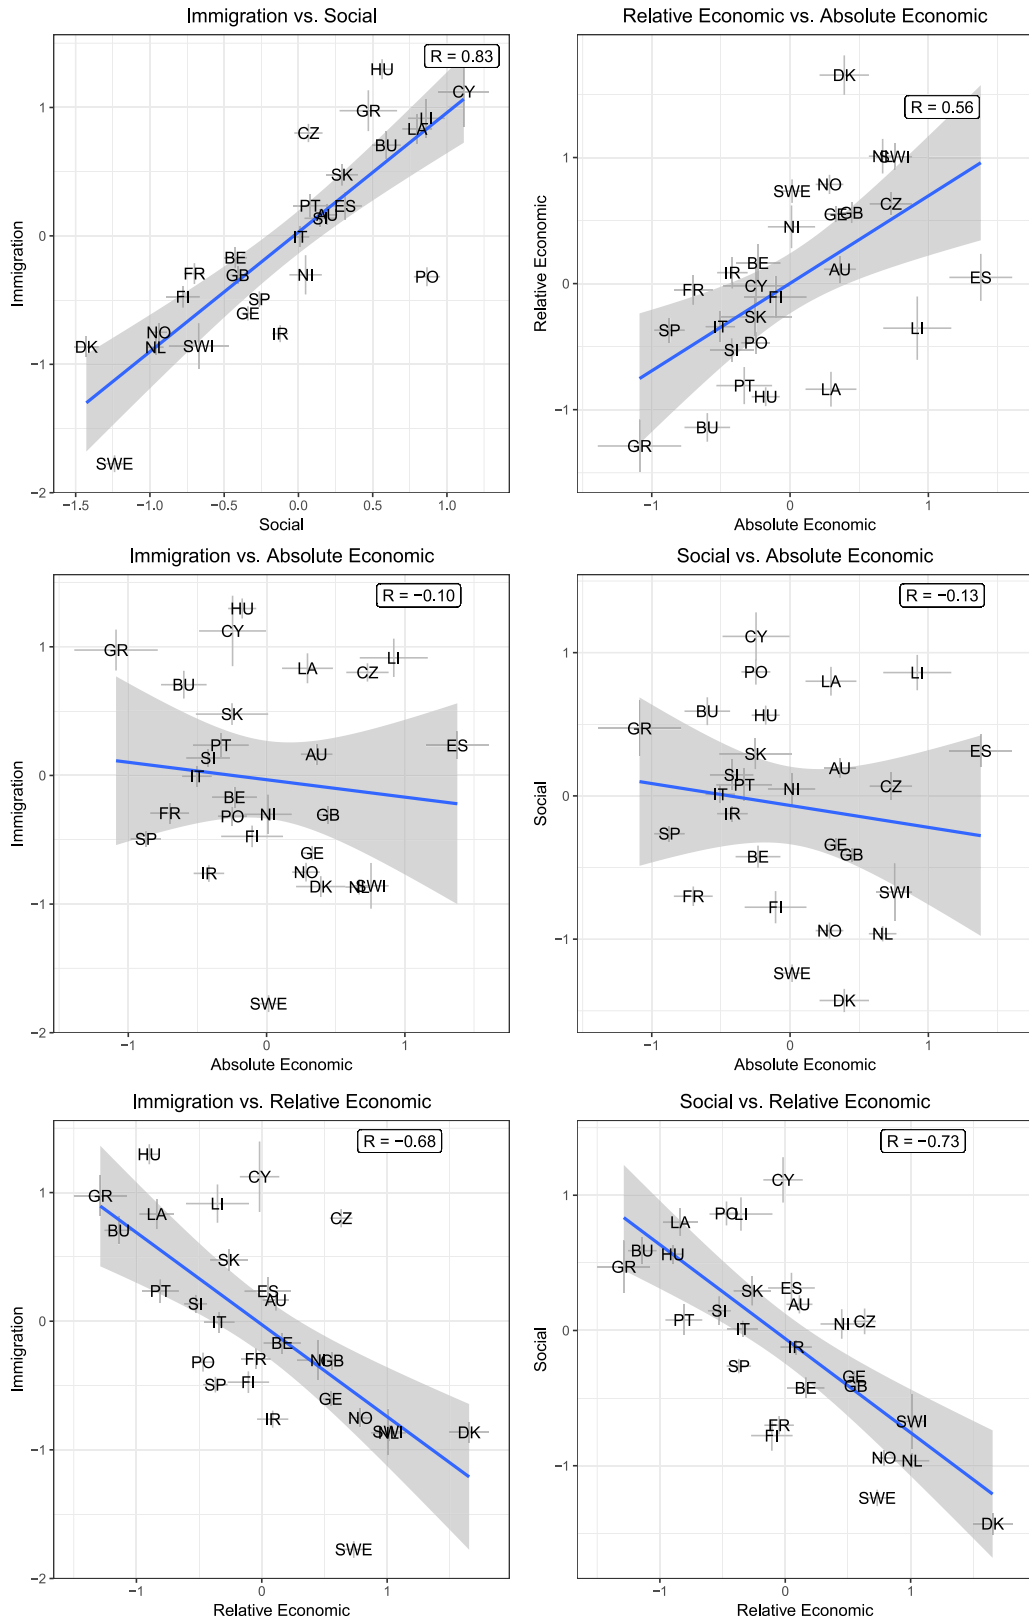 Immigration vs. Social
R = 0.83
HU
CY
GR
LI
LA
CZ
BU
SK
PT
ES
AU
SI
IT
BE
FR
GB
NI
PO
FI
SP
GE
NO
IR
DK
NL
SWI
SWE
1
0
−1
−2
Immigration
−1.5
−1.0
−0.5
0.0
0.5
1.0
Social
Relative Economic vs. Absolute Economic
DK
R = 0.56
NL
SWI
NO
SWE
CZ
GE
GB
NI
BE
IR
AU
ES
FR
CY
FI
SK
IT
SP
LI
PO
SI
PT
LA
HU
BU
GR
1
0
−1
Relative Economic
−1
0
1
Absolute Economic
Immigration vs. Absolute Economic
R = −0.10
HU
CY
GR
LI
LA
CZ
BU
SK
PT
ES
AU
SI
IT
BE
FR
PO
NI
GB
FI
SP
GE
IR
NO
DK
NL
SWI
SWE
1
0
−1
−2
Immigration
−1
0
1
Absolute Economic
Social vs. Absolute Economic
R = −0.13
CY
PO
LI
LA
BU
HU
GR
SK
ES
AU
SI
PT
CZ
NI
IT
IR
SP
GE
GB
BE
FR
SWI
FI
NO
NL
SWE
DK
1
0
−1
Social
−1
0
1
Absolute Economic
Immigration vs. Relative Economic
R = −0.68
HU
CY
GR
LI
LA
CZ
BU
SK
PT
ES
AU
SI
IT
BE
PO
FR
NI
GB
SP
FI
GE
IR
NO
SWI
NL
DK
SWE
1
0
−1
−2
Immigration
−1
0
1
Relative Economic
Social vs. Relative Economic
R = −0.73
CY
PO
LI
LA
BU
HU
GR
SK
ES
AU
SI
PT
NI
CZ
IT
IR
SP
GE
GB
BE
FR
FI
SWI
NO
NL
SWE
DK
1
0
−1
Social
−1
0
1
Relative Economic